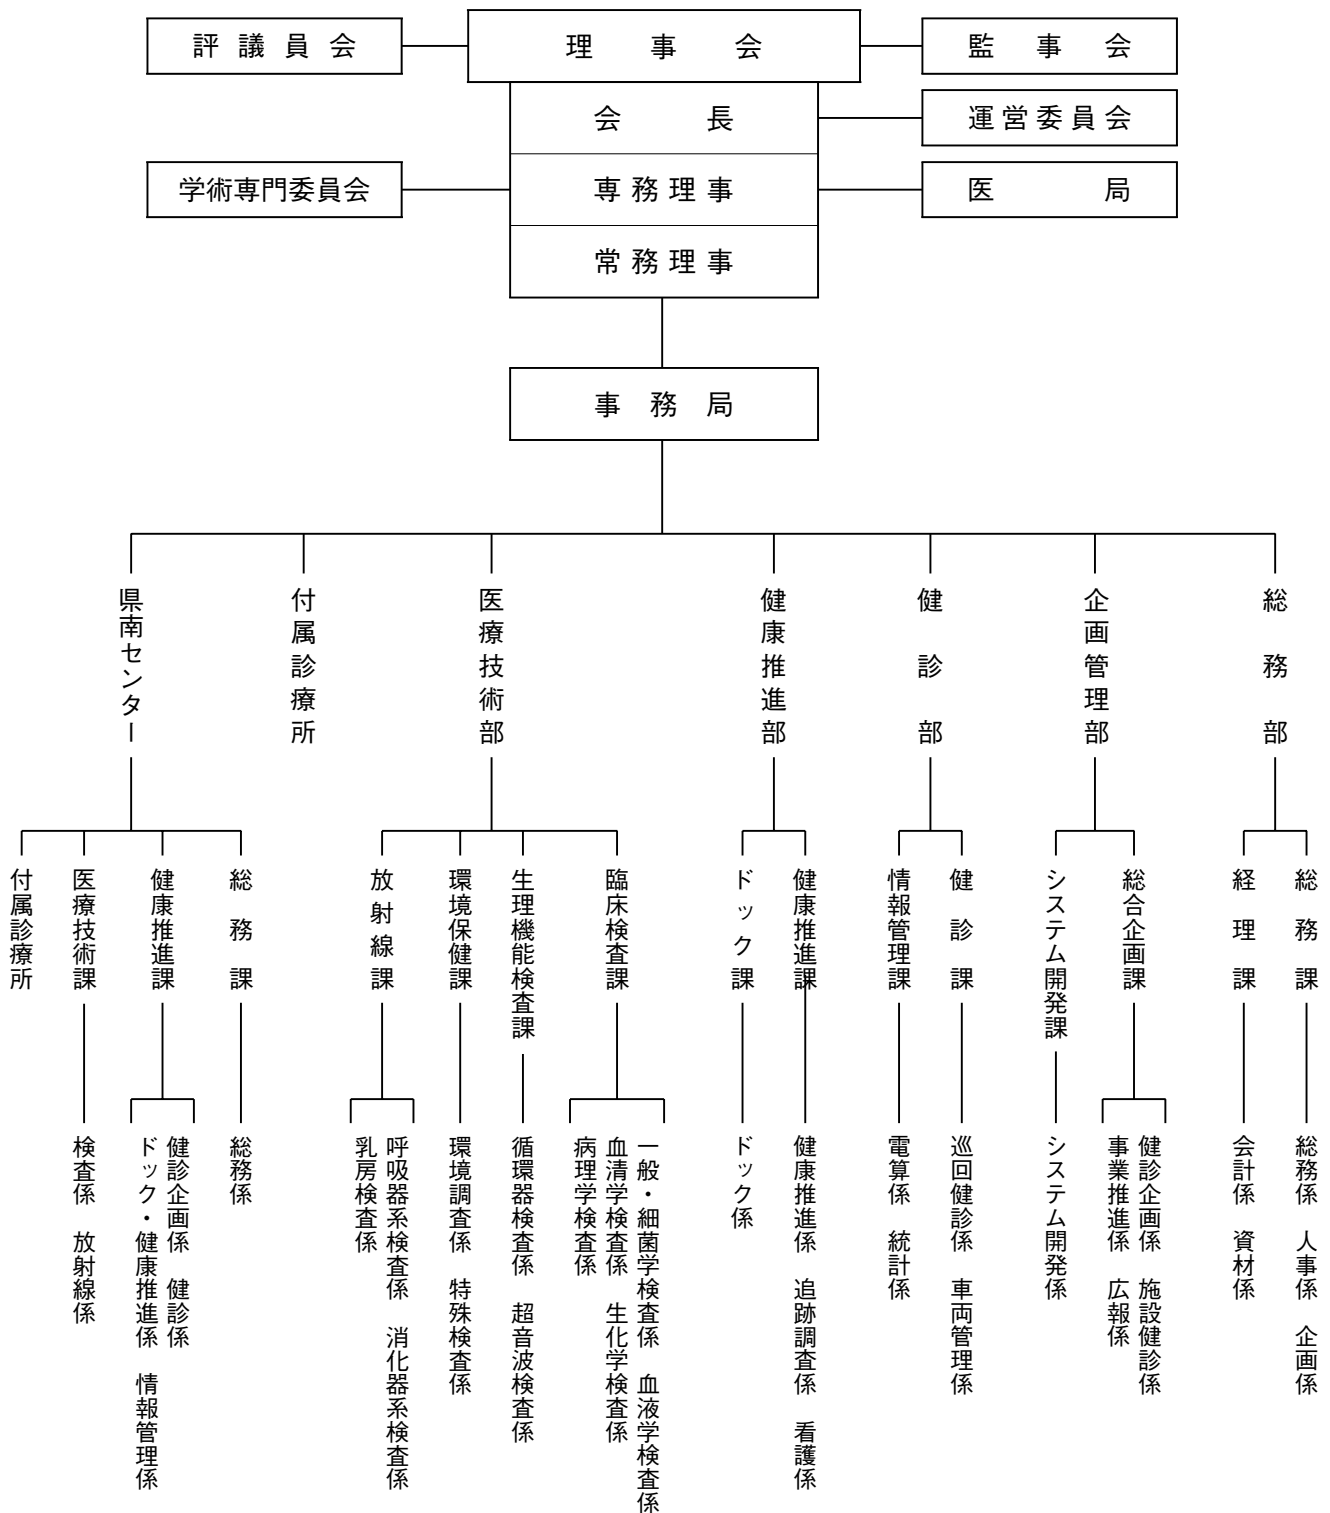 評議員会
理事会
監事会
会長
運営委員会
学術専門委員会
専務理事
医局
常務理事
事務局
総務部
企画管理部
健診部
健康推進部
医療技術部
付属診療所
県南センター
総務課
経理課
総合企画課
システム開発課
健診課
情報管理課
健康推進課
ドック課
臨床検査課
生理機能検査課
環境保健課
放射線課
総務課
健康推進課
医療技術課
付属診療所
総務係 人事係 企画係
会計係 資材係
健診企画係 施設健診係
事業推進係 広報係
システム開発係
巡回健診係 車両管理係
電算係 統計係
健康推進係 追跡調査係 看護係
ドック係
一般・細菌学検査係 血液学検査係
血清学検査係 生化学検査係
病理学検査係
循環器検査係 超音波検査係
環境調査係 特殊検査係
呼吸器系検査係 消化器系検査係
乳房検査係
総務係
健診企画係 健診係
ドック・健康推進係 情報管理係
検査係 放射線係